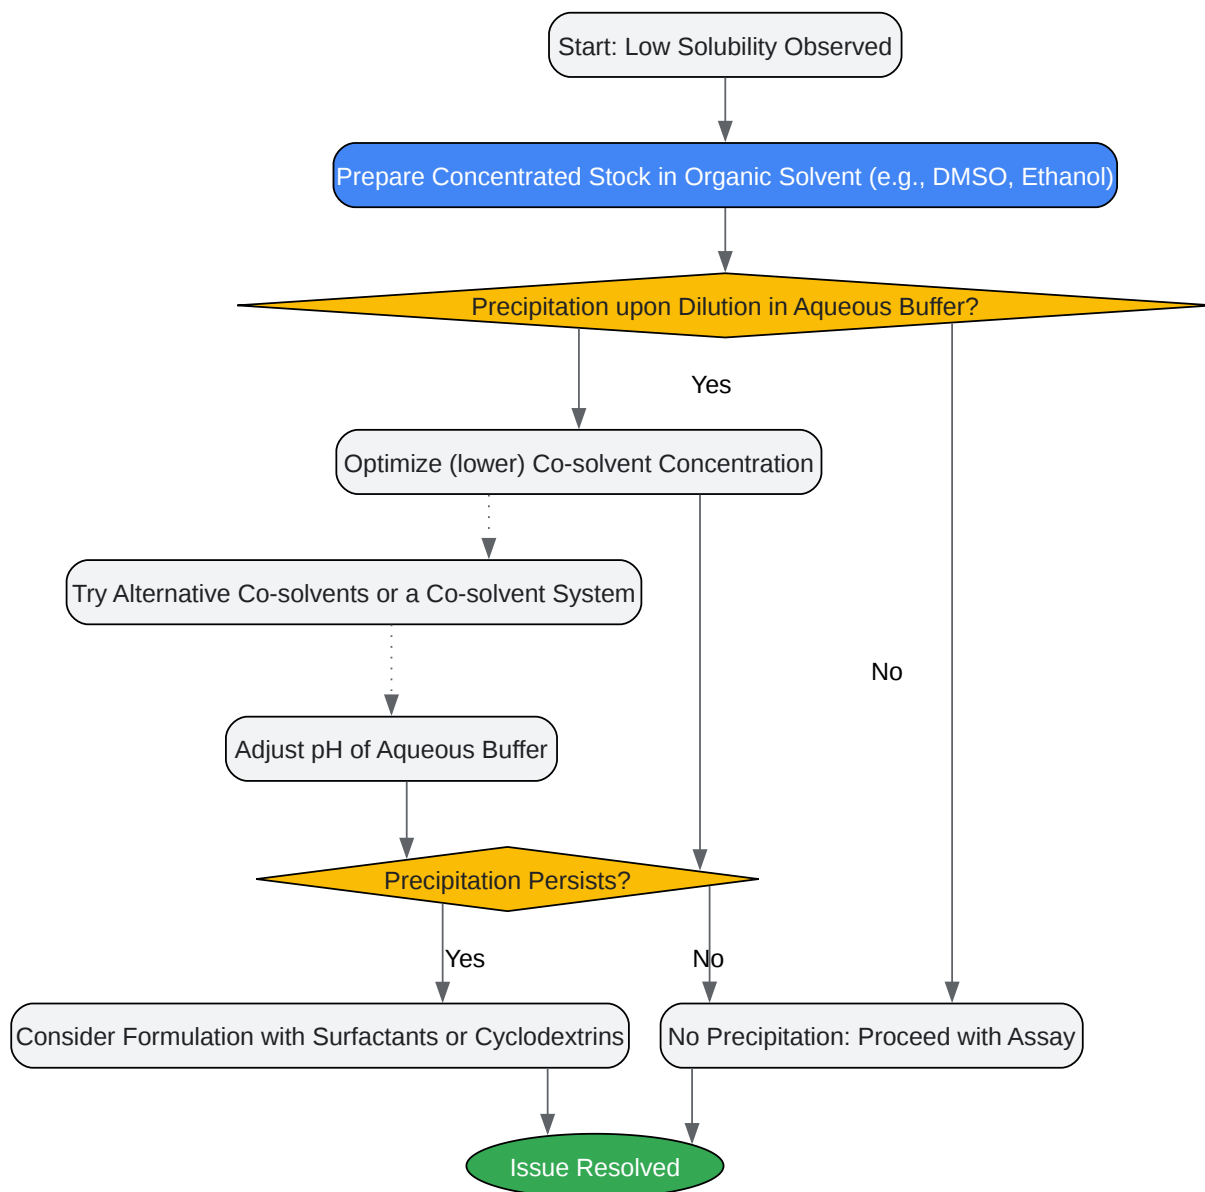 Start: Low Solubility Observed
Prepare Concentrated Stock in Organic Solvent (e.g., DMSO, Ethanol)
Precipitation upon Dilution in Aqueous Buffer?
Yes
Optimize (lower) Co-solvent Concentration
Try Alternative Co-solvents or a Co-solvent System
No
Adjust pH of Aqueous Buffer
Precipitation Persists?
Yes
No
Consider Formulation with Surfactants or Cyclodextrins
No Precipitation: Proceed with Assay
Issue Resolved